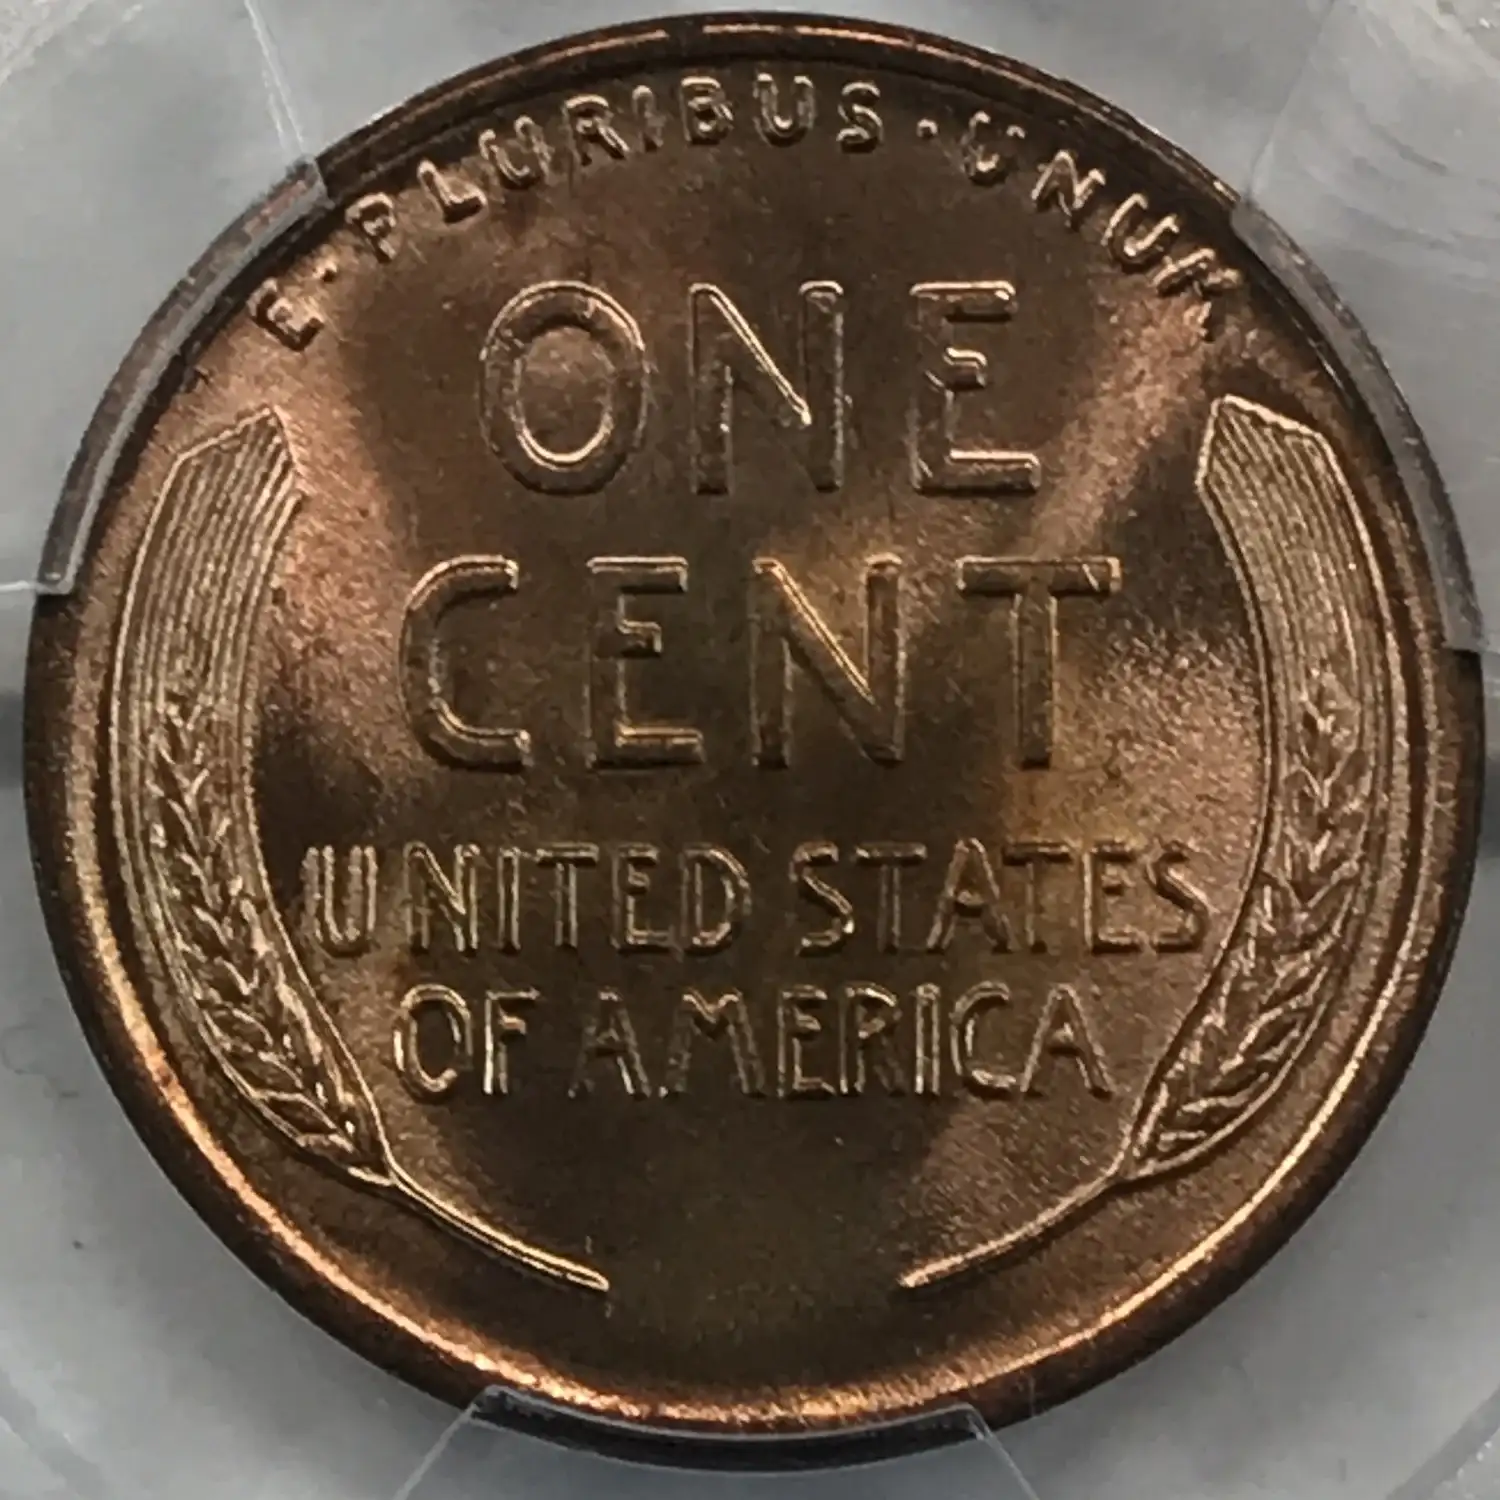 E·PLURIBUS·UNUM
ONE
CENT
UNITED STATES
OF AMERICA